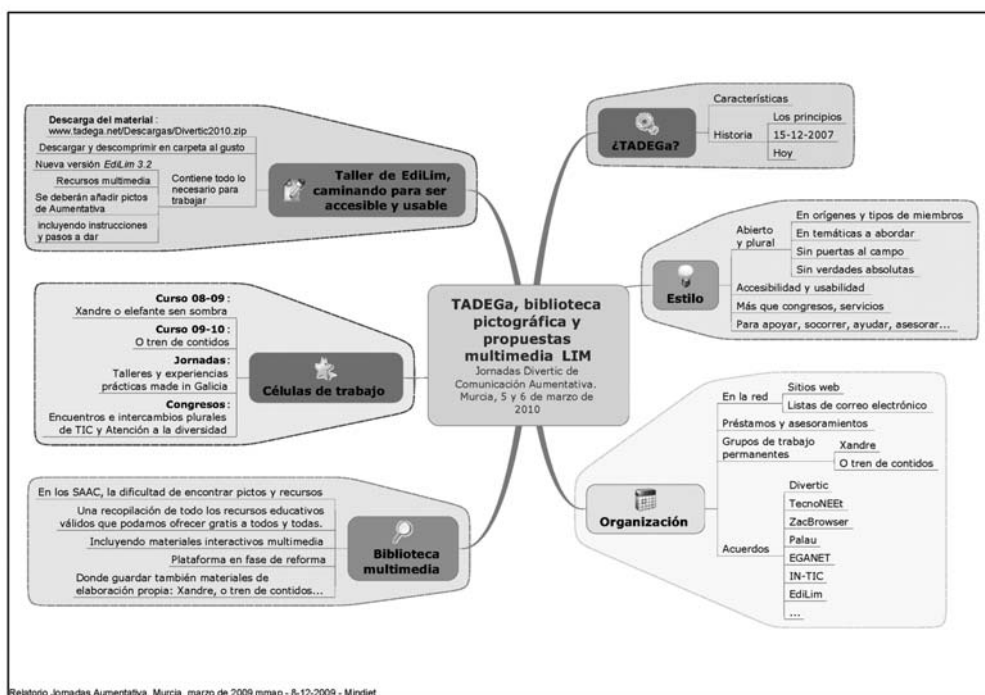 TADEGa, biblioteca
pictográfica y
propuestas
multimedia LIM
Jornadas Divertic de
Comunicación Aumentativa.
Murcia, 5 y 6 de marzo de
2010
¿TADEGa?
Características
Historia
Los principios
15-12-2007
Hoy
Estilo
Abierto
y plural
En orígenes y tipos de miembros
En temáticas a abordar
Sin puertas al campo
Sin verdades absolutas
Accesibilidad y usabilidad
Más que congresos, servicios
Para apoyar, socorrer, ayudar, asesorar...
Organización
En la red
Sitios web
Listas de correo electrónico
Préstamos y asesoramientos
Grupos de trabajo
permanentes
Xandre
O tren de contidos
Acuerdos
Divertic
TecnoNEEt
ZacBrowser
Palau
EGANET
IN-TIC
EdiLim
...
Taller de EdiLim,
caminando para ser
accesible y usable
Descarga del material :
www.tadega.net/Descargas/Divertic2010.zip
Descargar y descomprimir en carpeta al gusto
Contiene todo lo
necesario para
trabajar
Nueva versión EdiLim 3.2
Recursos multimedia
Se deberán añadir pictos
de Aumentativa
incluyendo instrucciones
y pasos a dar
Células de trabajo
Curso 08-09 :
Xandre o elefante sen sombra
Curso 09-10 :
O tren de contidos
Jornadas:
Talleres y experiencias
prácticas made in Galicia
Congresos :
Encuentros e intercambios plurales
de TIC y Atención a la diversidad
Biblioteca
multimedia
En los SAAC, la dificultad de encontrar pictos y recursos
Una recopilación de todo los recursos educativos
válidos que podamos ofrecer gratis a todos y todas.
Incluyendo materiales interactivos multimedia
Plataforma en fase de reforma
Donde guardar también materiales de
elaboración propia: Xandre, o tren de contidos...
Relatorio Jornadas Aumentativa. Murcia, marzo de 2009.mmap - 8-12-2009 - Mindjet